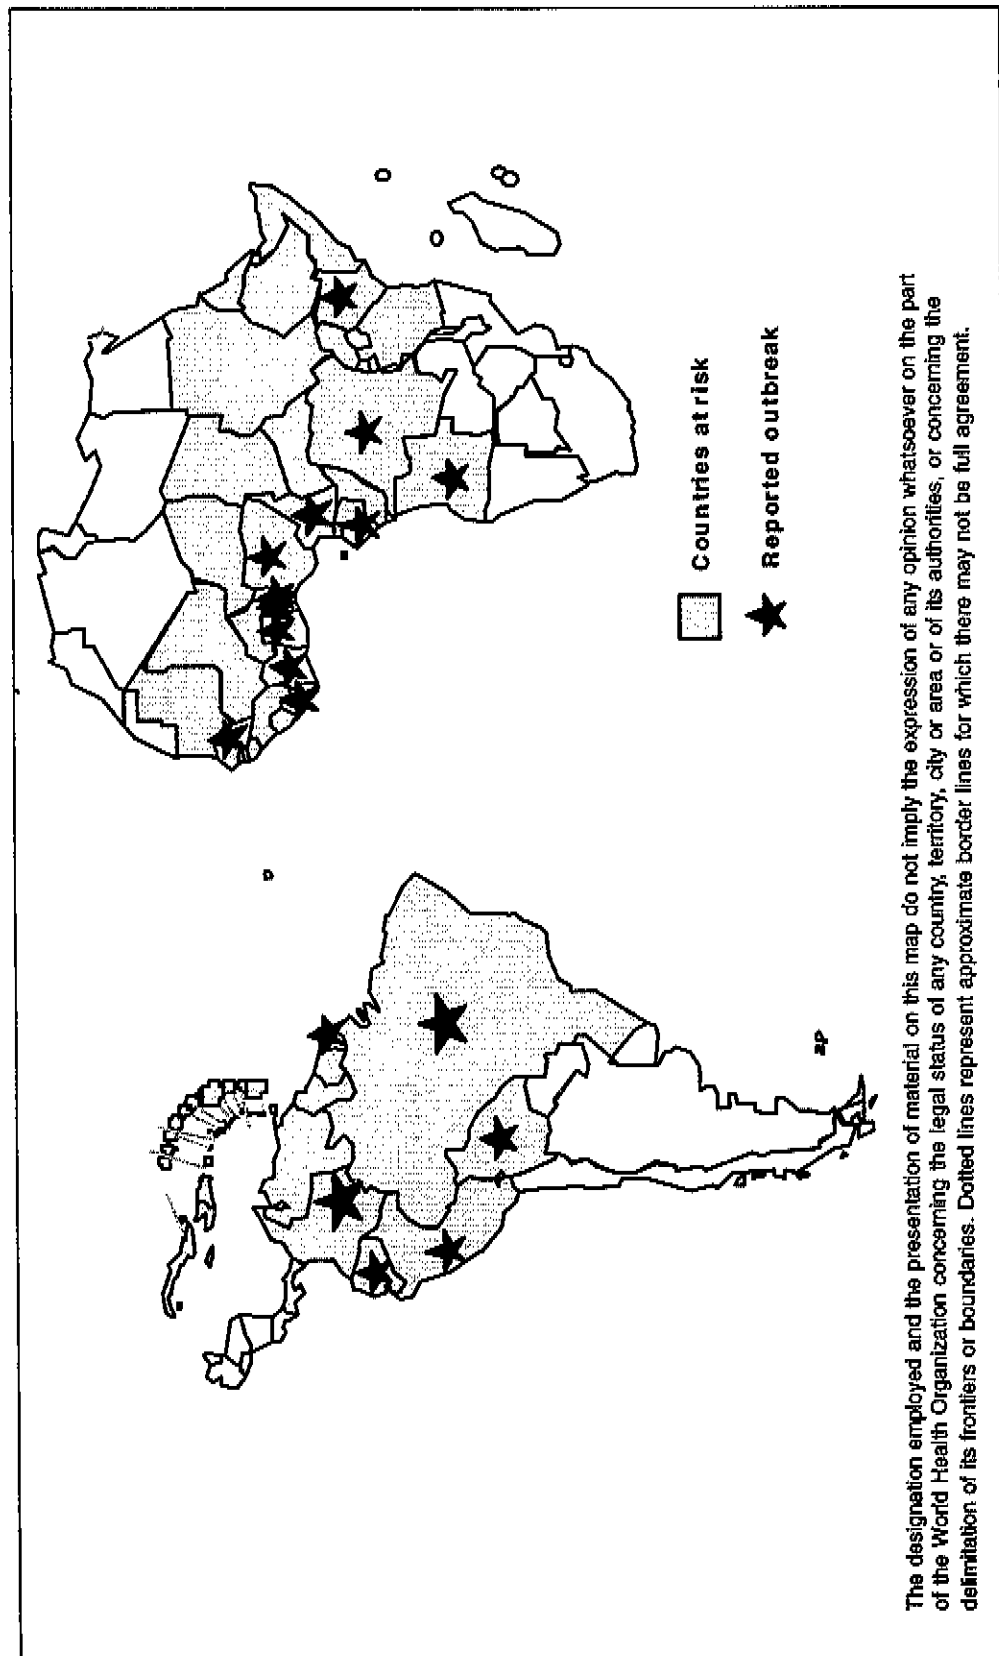 Countries at risk
Reported outbreak
The designation employed and the presentation of material on this map do not imply the expression of any opinion whatsoever on the part
of the World Health Organization concerning the legal status of any country, territory, city or area or of its authorities, or concerning the
delimitation of its frontiers or boundaries. Dotted lines represent approximate border lines for which there may not be full agreement.